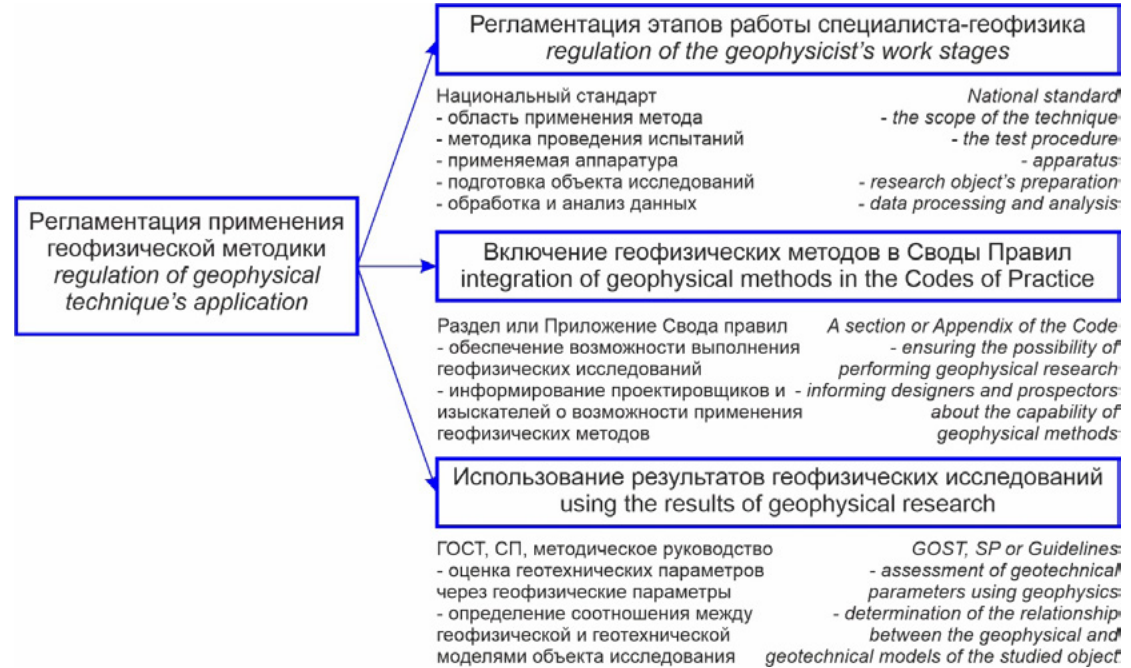 Регламентация этапов работы специалиста-геофизика
regulation of the geophysicist's work stages
Национальный стандарт National standard
- область применения метода - the scope of the technique
- методика проведения испытаний - the test procedure
- применяемая аппаратура - apparatus
- подготовка объекта исследований - research object's preparation
- обработка и анализ данных - data processing and analysis
Регламентация применения
геофизической методики
regulation of geophysical
technique's application
Включение геофизических методов в Своды Правил
integration of geophysical methods in the Codes of Practice
Раздел или Приложение Свода правил A section or Appendix of the Code
- обеспечение возможности выполнения - ensuring the possibility of
геофизических исследований performing geophysical research
- информирование проектировщиков и - informing designers and prospectors
изыскателей о возможности применения about the capability of
геофизических методов geophysical methods
Использование результатов геофизических исследований
using the results of geophysical research
ГОСТ, СП, методическое руководство GOST, SP or Guidelines
- оценка геотехнических параметров - assessment of geotechnical
через геофизические параметры parameters using geophysics
- определение соотношения между - determination of the relationship
геофизической и геотехнической between the geophysical and
моделями объекта исследования geotechnical models of the studied object